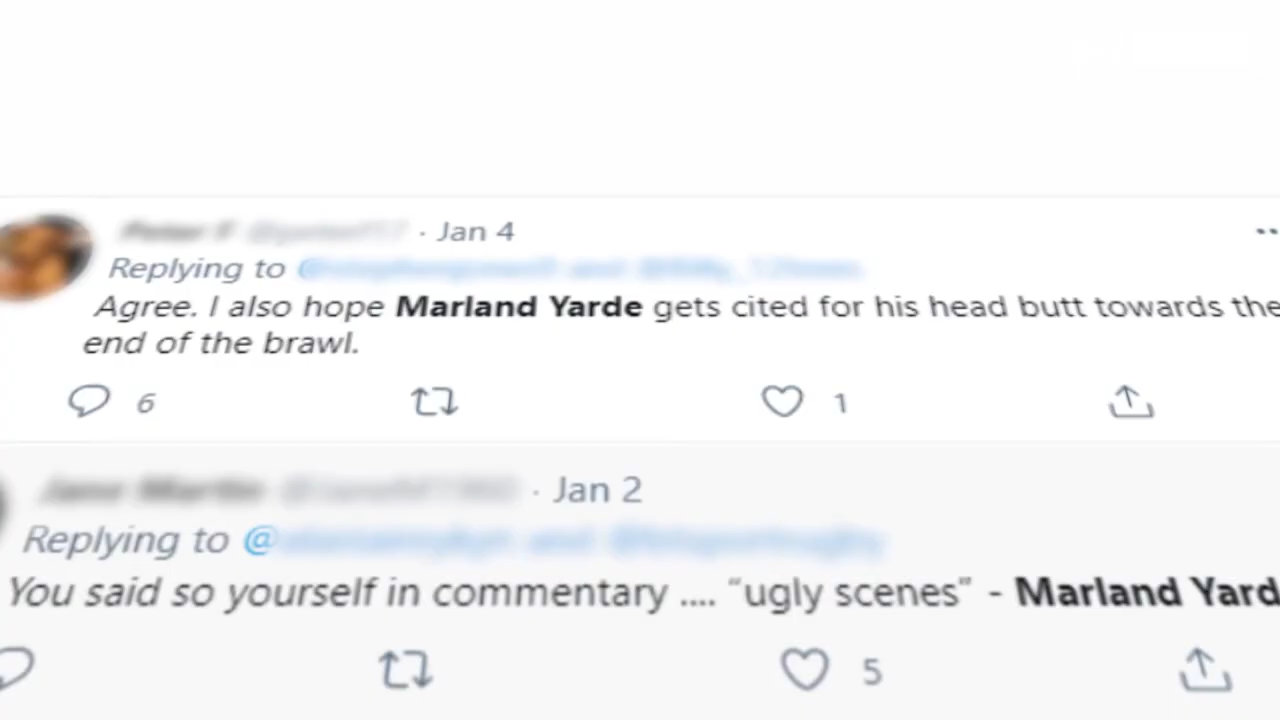 · Jan 4
Replying to
Agree. I also hope Marland Yarde gets cited for his head butt towards the
end of the brawl.
6
1
· Jan 2
Replying to @
You said so yourself in commentary .... “ugly scenes” - Marland Yard
5